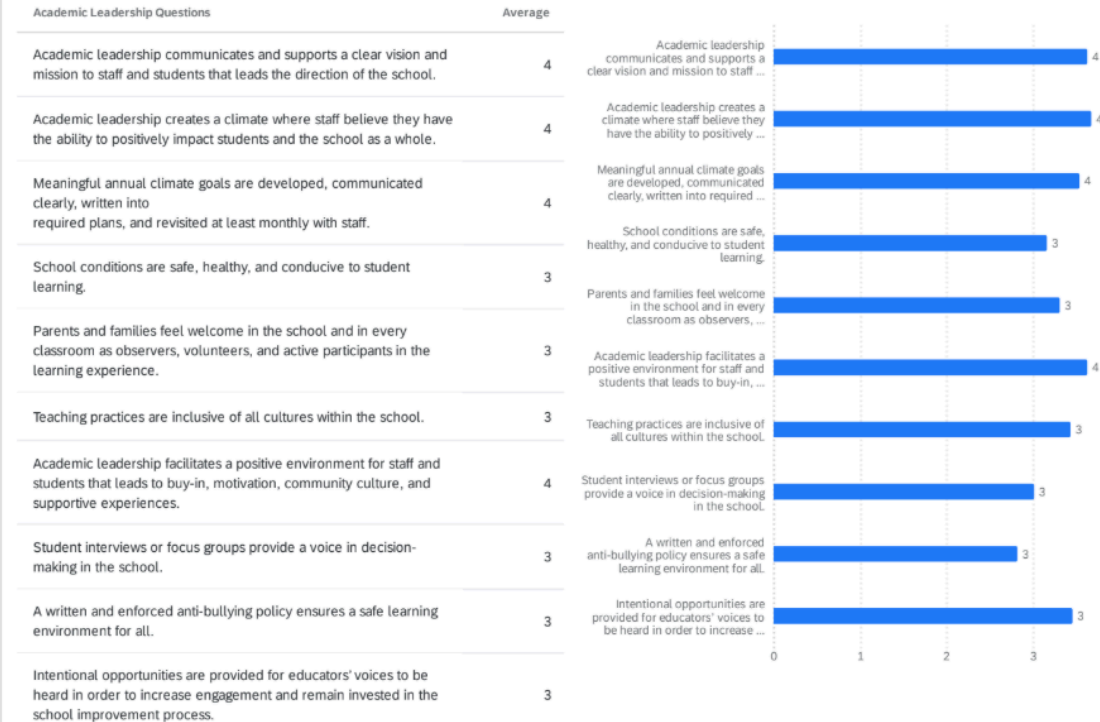 Academic Leadership Questions
Average
Academic leadership communicates and supports a clear vision and
mission to staff and students that leads the direction of the school.
4
Academic leadership creates a climate where staff believe they have
the ability to positively impact students and the school as a whole.
4
Meaningful annual climate goals are developed, communicated
clearly, written into
required plans, and revisited at least monthly with staff.
4
School conditions are safe, healthy, and conducive to student
learning.
3
Parents and families feel welcome in the school and in every
classroom as observers, volunteers, and active participants in the
learning experience.
3
Teaching practices are inclusive of all cultures within the school.
3
Academic leadership facilitates a positive environment for staff and
students that leads to buy-in, motivation, community culture, and
supportive experiences.
4
Student interviews or focus groups provide a voice in decision-
making in the school.
3
A written and enforced anti-bullying policy ensures a safe learning
environment for all.
3
Intentional opportunities are provided for educators' voices to be
heard in order to increase engagement and remain invested in the
school improvement process.
3
Academic leadership
communicates and supports a
clear vision and mission to staff ...
4
Academic leadership creates a
climate where staff believe they
have the ability to positively ...
4
Meaningful annual climate goals
are developed, communicated
clearly, written into required ...
4
School conditions are safe,
healthy, and conducive to student
learning.
3
Parents and families feel welcome
in the school and in every
classroom as observers, ...
3
Academic leadership facilitates a
positive environment for staff and
students that leads to buy-in, ...
4
Teaching practices are inclusive of
all cultures within the school.
3
Student interviews or focus groups
provide a voice in decision-making
in the school.
3
A written and enforced
anti-bullying policy ensures a safe
learning environment for all.
3
Intentional opportunities are
provided for educators' voices to
be heard in order to increase ...
3
0 1 2 3